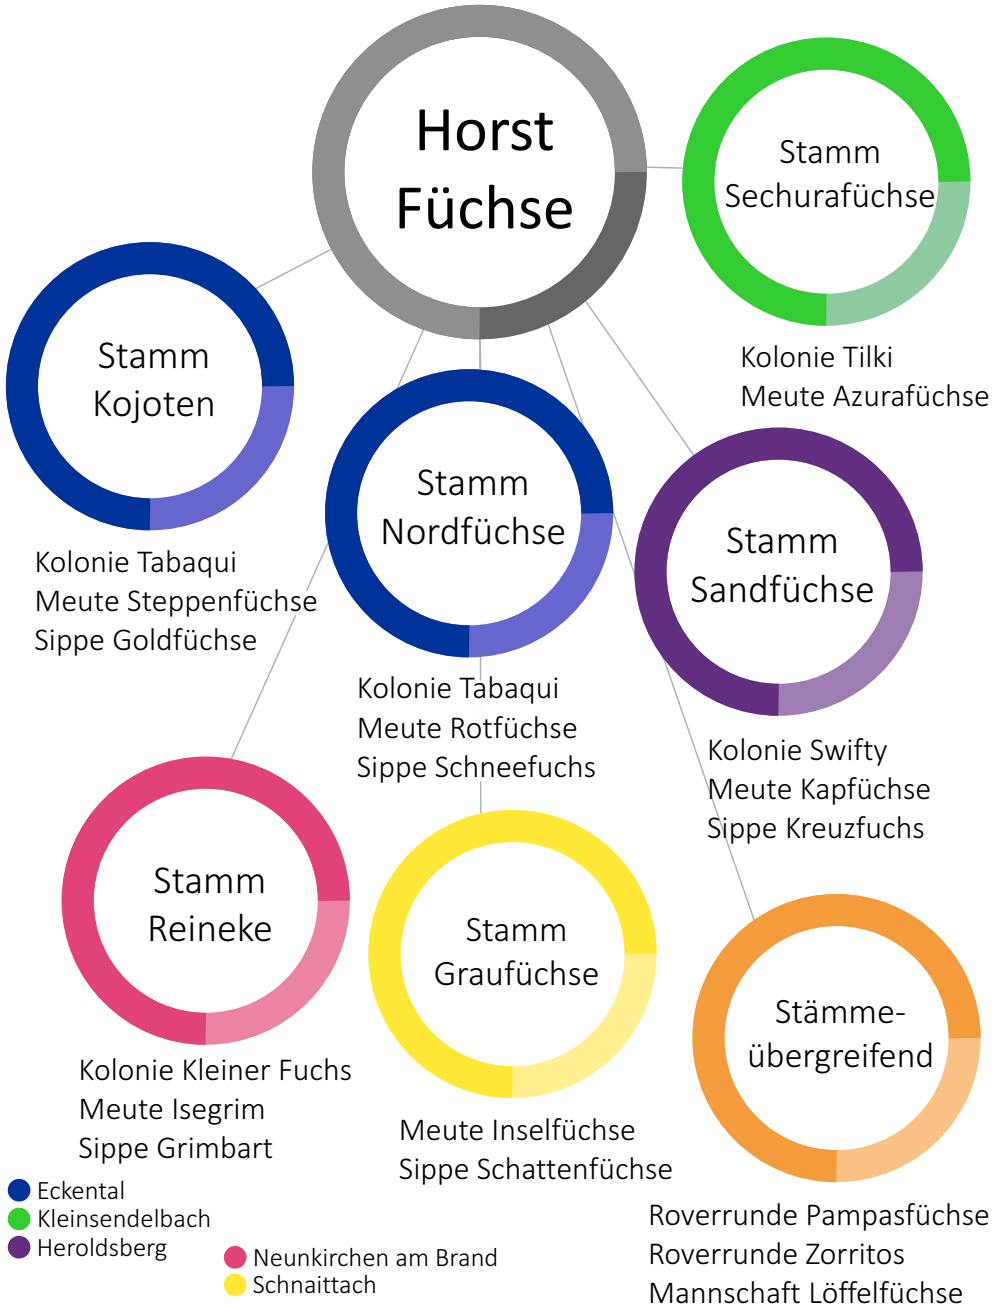 Horst
Füchse
Stamm
Sechurafüchse
Kolonie Tilki
Meute Azurafüchse
Stamm
Kojoten
Kolonie Tabaqui
Meute Steppenfüchse
Sippe Goldfüchse
Stamm
Nordfüchse
Kolonie Tabaqui
Meute Rotfüchse
Sippe Schneefuchs
Stamm
Sandfüchse
Kolonie Swifty
Meute Kapfüchse
Sippe Kreuzfuchs
Stamm
Reineke
Kolonie Kleiner Fuchs
Meute Isegrim
Sippe Grimbart
Stamm
Graufüchse
Meute Inselfüchse
Sippe Schattenfüchse
Stämme-
übergreifend
Roverrunde Pampasfüchse
Roverrunde Zorritos
Mannschaft Löffelfüchse
Eckental
Kleinsendelbach
Heroldsberg
Neunkirchen am Brand
Schnaittach